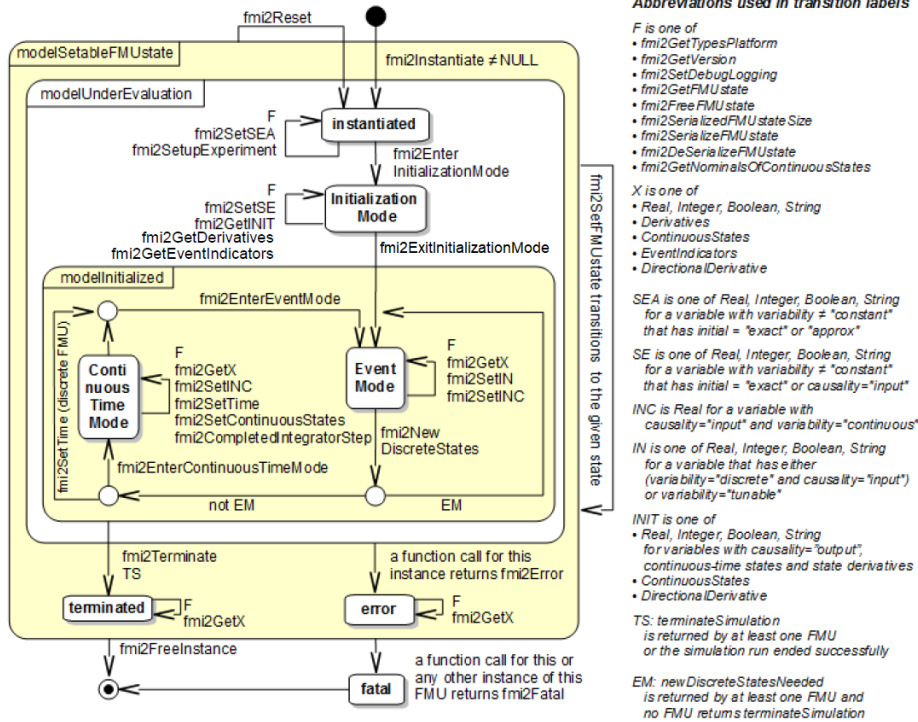 Abbreviations used in transition labels
fmi2Reset
modelSetableFMUstate
fmi2Instantiate ≠ NULL
modelUnderEvaluation
F
fmi2SetSEA
fmi2SetupExperiment
instantiated
fmi2Enter
InitializationMode
F
fmi2SetSE
fmi2GetINIT
fmi2GetDerivatives
fmi2GetEventIndicators
Initialization
Mode
fmi2ExitInitializationMode
fmi2SetFMUstate transitions to the given state
modelInitialized
fmi2EnterEventMode
fmi2SetTime (discrete FMU)
Conti
nuous
Time
Mode
F
fmi2GetX
fmi2SetINC
fmi2SetTime
fmi2SetContinuousStates
fmi2CompletedIntegratorStep
Event
Mode
F
fmi2GetX
fmi2SetIN
fmi2SetINC
fmi2New
DiscreteStates
fmi2EnterContinuousTimeMode
not EM
EM
fmi2Terminate
TS
a function call for this
instance returns fmi2Error
terminated
F
fmi2GetX
error
F
fmi2GetX
fmi2FreeInstance
a function call for this or
any other instance of this
FMU returns fmi2Fatal
fatal
F is one of
• fmi2GetTypesPlatform
• fmi2GetVersion
• fmi2SetDebugLogging
• fmi2GetFMUstate
• fmi2FreeFMUstate
• fmi2SerializedFMUstateSize
• fmi2SerializeFMUstate
• fmi2DeSerializeFMUstate
• fmi2GetNominalsOfContinuousStates
X is one of
• Real, Integer, Boolean, String
• Derivatives
• ContinuousStates
• EventIndicators
• DirectionalDerivative
SEA is one of Real, Integer, Boolean, String
for a variable with variability ≠ "constant"
that has initial = "exact" or "approx"
SE is one of Real, Integer, Boolean, String
for a variable with variability ≠ "constant"
that has initial = "exact" or causality="input"
INC is Real for a variable with
causality="input" and variability="continuous"
IN is one of Real, Integer, Boolean, String
for a variable that has either
(variability="discrete" and causality="input")
or variability="tunable"
INIT is one of
• Real, Integer, Boolean, String
for variables with causality="output",
continuous-time states and state derivatives
• ContinuousStates
• DirectionalDerivative
TS: terminateSimulation
is returned by at least one FMU
or the simulation run ended successfully
EM: newDiscreteStatesNeeded
is returned by at least one FMU and
no FMU returns terminateSimulation